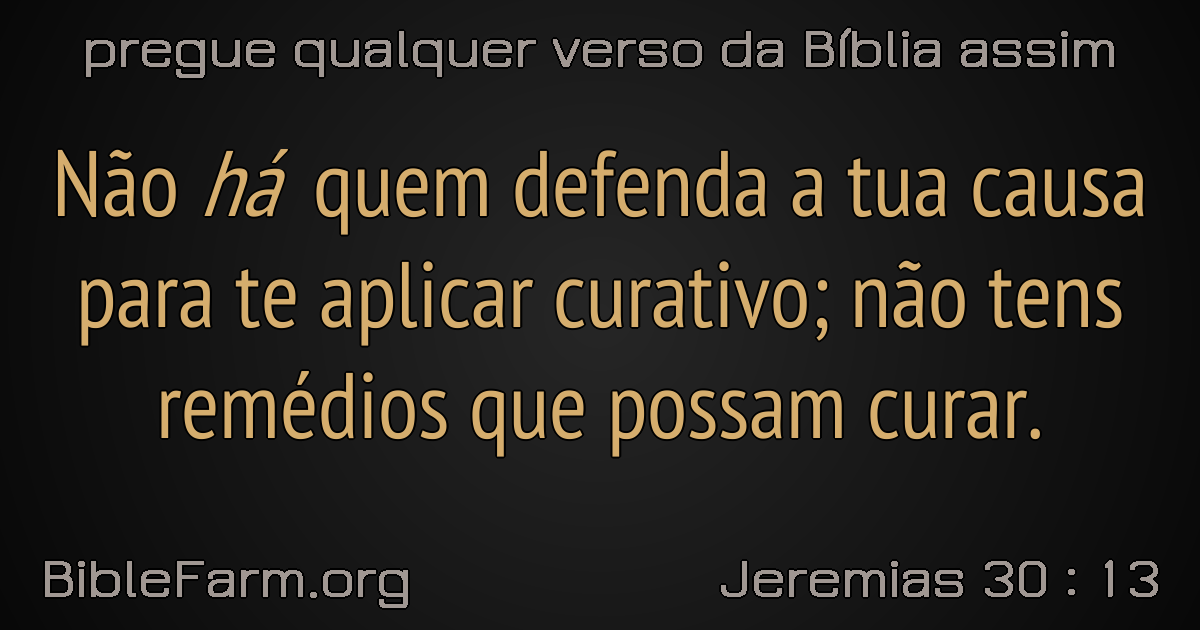 pregue qualquer verso da Bíblia assim
Não há quem defenda a tua causa
para te aplicar curativo; não tens
remédios que possam curar.
BibleFarm.org
Jeremias 30 : 13